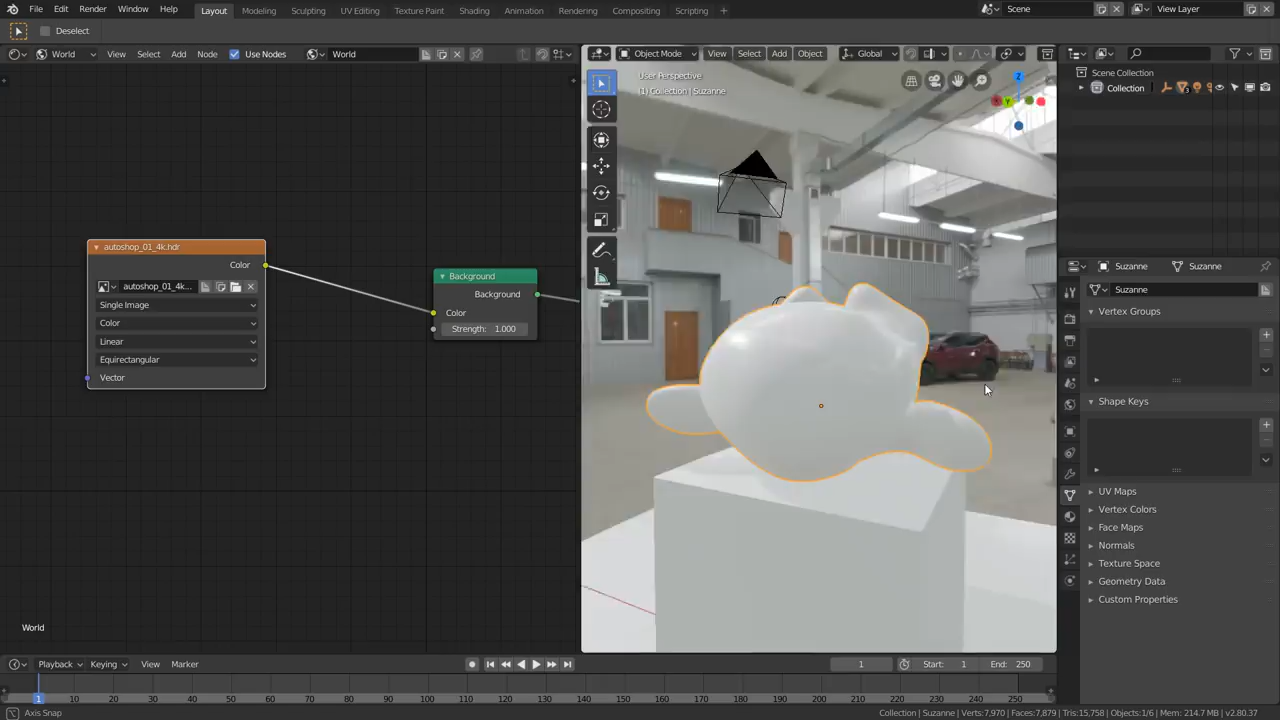 File Edit Render Window Help Layout Modeling Sculpting UV Editing Texture Paint Shading Animation Rendering Compositing Scripting + Scene View Layer
Deselect
World View Select Add Node Use Nodes World
Object Mode View Select Add Object Global
User Perspective
(1) Collection | Suzanne
Z
Y
Scene Collection
Collection
autoshop_01_4k.hdr
Color
autoshop_01_4k...
Single Image
Color
Linear
Equirectangular
Vector
Background
Background
Color
Strength: 1.000
Suzanne Suzanne
Suzanne
Vertex Groups
Shape Keys
UV Maps
Vertex Colors
Face Maps
Normals
Texture Space
Geometry Data
Custom Properties
World
Playback Keying View Marker 1 Start: 1 End: 250
1 10 20 30 40 50 60 70 80 90 100 110 120 130 140 150 160 170 180 190 200 210 220 230 240 250
Axis Snap
Collection | Suzanne | Verts:7,970 | Faces:7,879 | Tris:15,758 | Objects:1/6 | Mem: 214.7 MB | v2.80.37